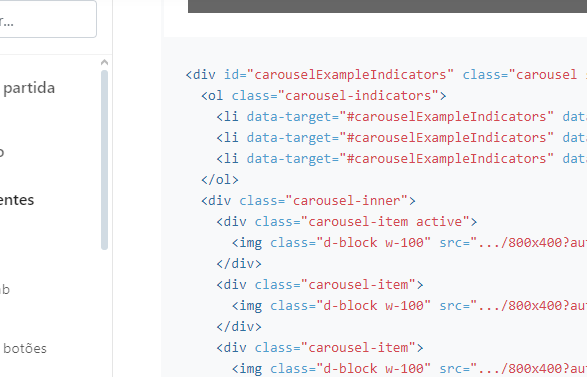 r...
partida
o
entes
ab
botões
<div id="carouselExampleIndicators" class="carousel
<ol class="carousel-indicators">
<li data-target="#carouselExampleIndicators" data
<li data-target="#carouselExampleIndicators" data
<li data-target="#carouselExampleIndicators" data
</ol>
<div class="carousel-inner">
<div class="carousel-item active">
<img class="d-block w-100" src=".../800x400?au
</div>
<div class="carousel-item">
<img class="d-block w-100" src=".../800x400?au
</div>
<div class="carousel-item">
<img class="d-block w-100" src=".../800x400?au